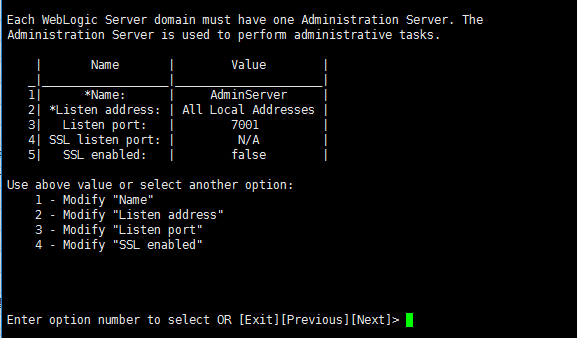 Each WebLogic Server domain must have one Administration Server. The
Administration Server is used to perform administrative tasks.
    |       Name       |        Value        |
   _|__________________|_____________________|
   1|      *Name:      |     AdminServer     |
   2| *Listen address: | All Local Addresses |
   3|   Listen port:   |        7001         |
   4| SSL listen port: |         N/A         |
   5|   SSL enabled:   |        false        |
Use above value or select another option:
    1 - Modify "Name"
    2 - Modify "Listen address"
    3 - Modify "Listen port"
    4 - Modify "SSL enabled"
Enter option number to select OR [Exit][Previous][Next]>